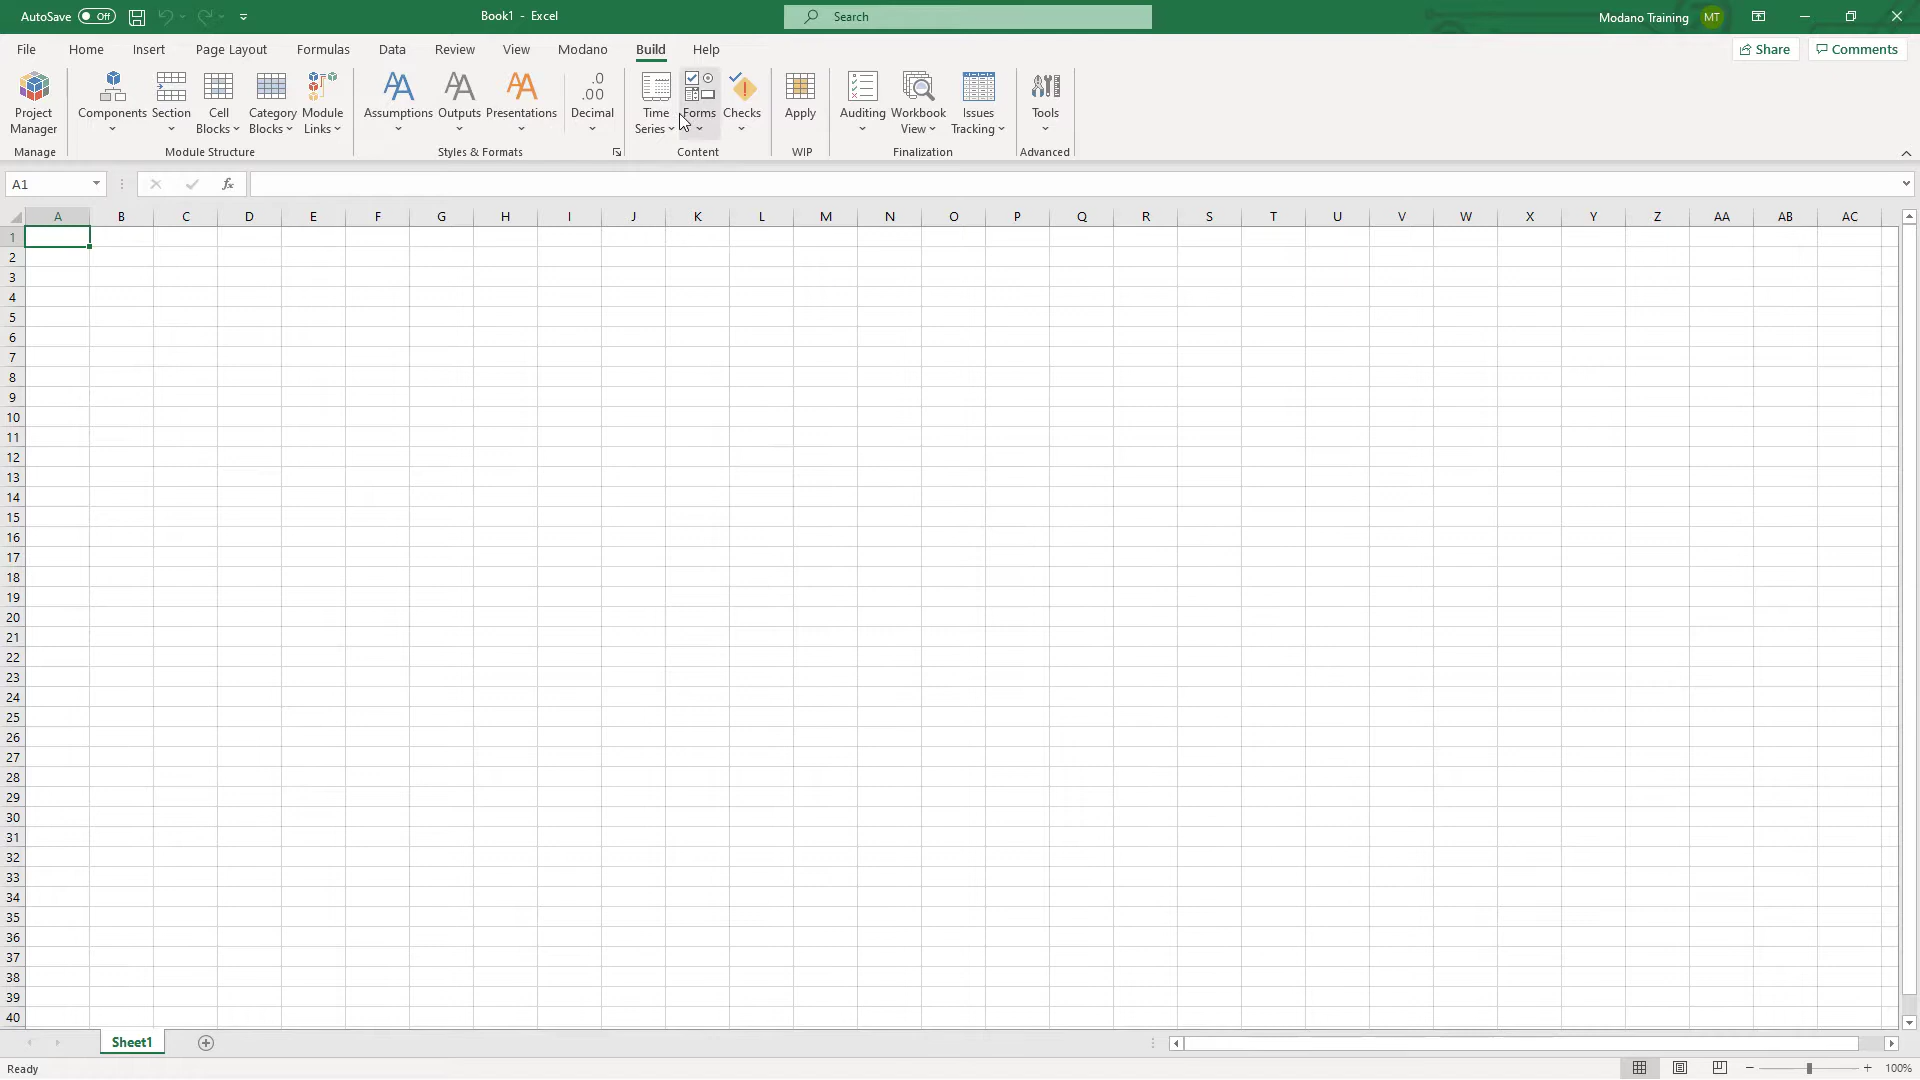 AutoSave Off Book1 - Excel Search Modano Training MT
File Home Insert Page Layout Formulas Data Review View Modano Build Help Share Comments
Project Manager
Components
Section
Cell Blocks
Category Blocks
Module Links
Assumptions
Outputs
Presentations
.0
.00
Decimal
Time Series
Forms
Checks
Apply
Auditing
Workbook View
Issues Tracking
Tools
Manage Module Structure Styles & Formats Content WIP Finalization Advanced
A1 fx
A B C D E F G H I J K L M N O P Q R S T U V W X Y Z AA AB AC
1
2
3
4
5
6
7
8
9
10
11
12
13
14
15
16
17
18
19
20
21
22
23
24
25
26
27
28
29
30
31
32
33
34
35
36
37
38
39
40
Sheet1
Ready 100%